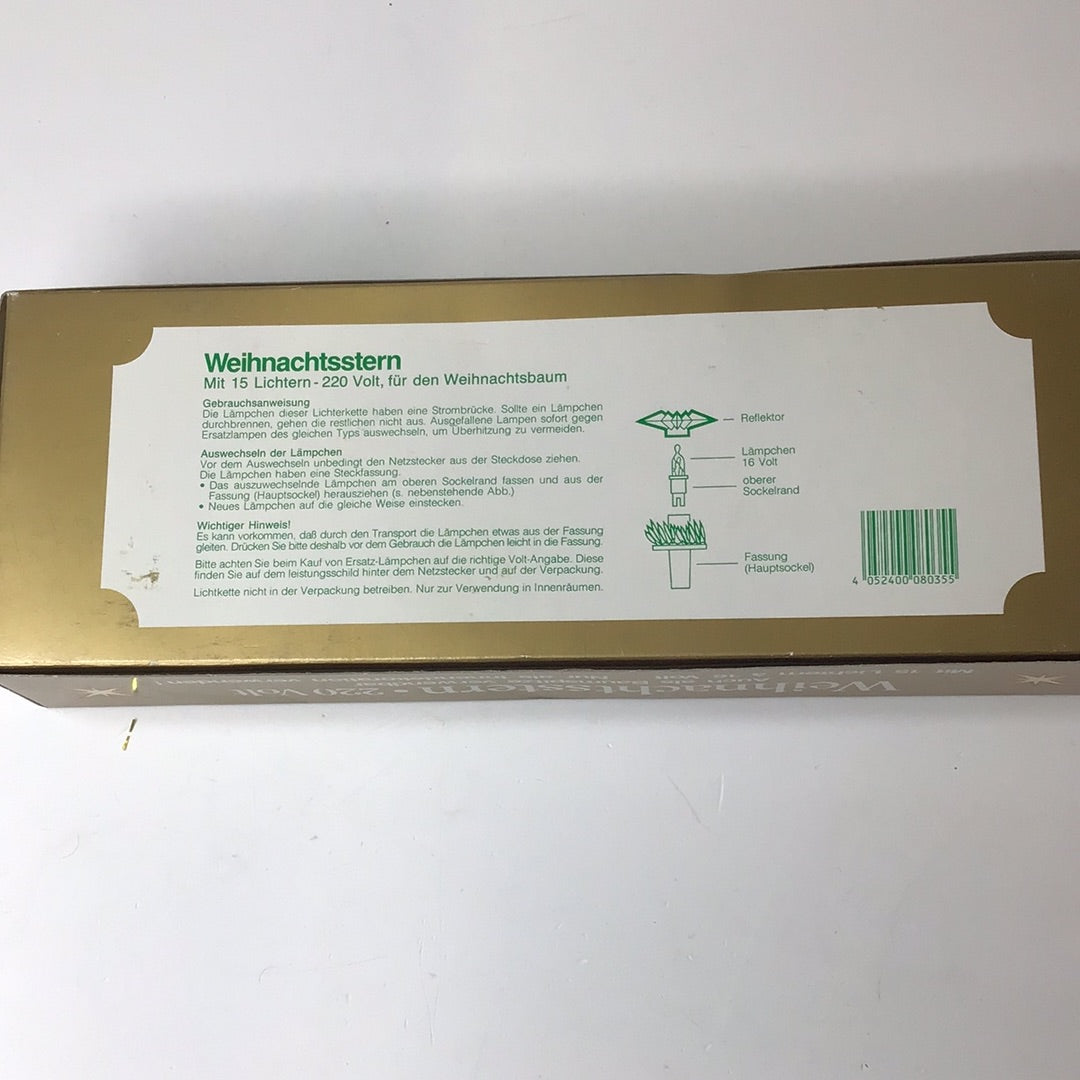 Weihnachtsstern
Mit 15 Lichtern - 220 Volt, für den Weihnachtsbaum
Gebrauchsanweisung
Die Lämpchen dieser Lichterkette haben eine Strombrücke. Sollte ein Lämpchen
durchbrennen, gehen die restlichen nicht aus. Ausgefallene Lampen sofort gegen
Ersatzlampen des gleichen Typs auswechseln, um Überhitzung zu vermeiden.
Auswechseln der Lämpchen
Vor dem Auswechseln unbedingt den Netzstecker aus der Steckdose ziehen.
Die Lämpchen haben eine Steckfassung.
• Das auszuwechselnde Lämpchen am oberen Sockelrand fassen und aus der
Fassung (Hauptsockel) herausziehen (s. nebenstehende Abb.)
• Neues Lämpchen auf die gleiche Weise einstecken.
Wichtiger Hinweis!
Es kann vorkommen, daß durch den Transport die Lämpchen etwas aus der Fassung
gleiten. Drücken Sie bitte deshalb vor dem Gebrauch die Lämpchen leicht in die Fassung.
Bitte achten Sie beim Kauf von Ersatz-Lämpchen auf die richtige Volt-Angabe. Diese
finden Sie auf dem leistungsschild hinter dem Netzstecker und auf der Verpackung.
Lichtkette nicht in der Verpackung betreiben. Nur zur Verwendung in Innenräumen.
Reflektor
Lämpchen
16 Volt
oberer
Sockelrand
Fassung
(Hauptsockel)
4 052400 080355
Weihnachtsstern • 220 Volt
Mit 15 Lichtern À 16 Volt